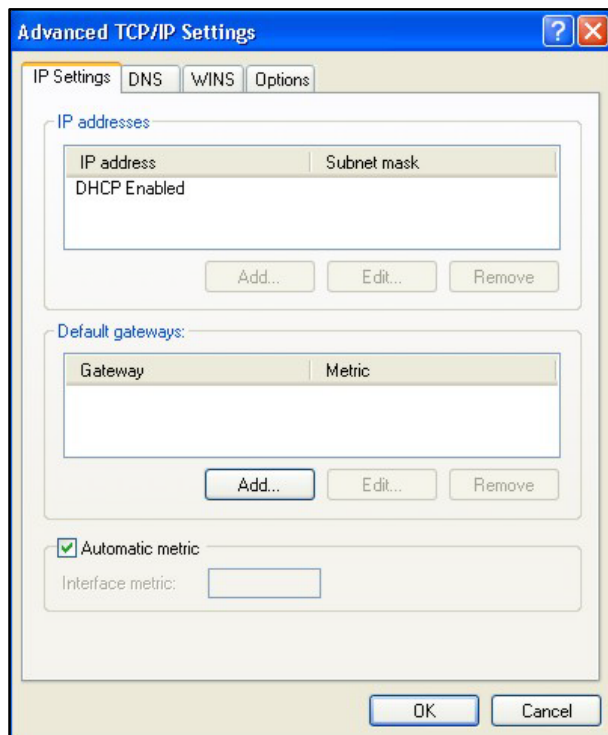 Advanced TCP/IP Settings
IP Settings DNS WINS Options
IP addresses
IP address Subnet mask
DHCP Enabled
Add... Edit... Remove
Default gateways:
Gateway Metric
Add... Edit... Remove
Automatic metric
Interface metric:
OK Cancel